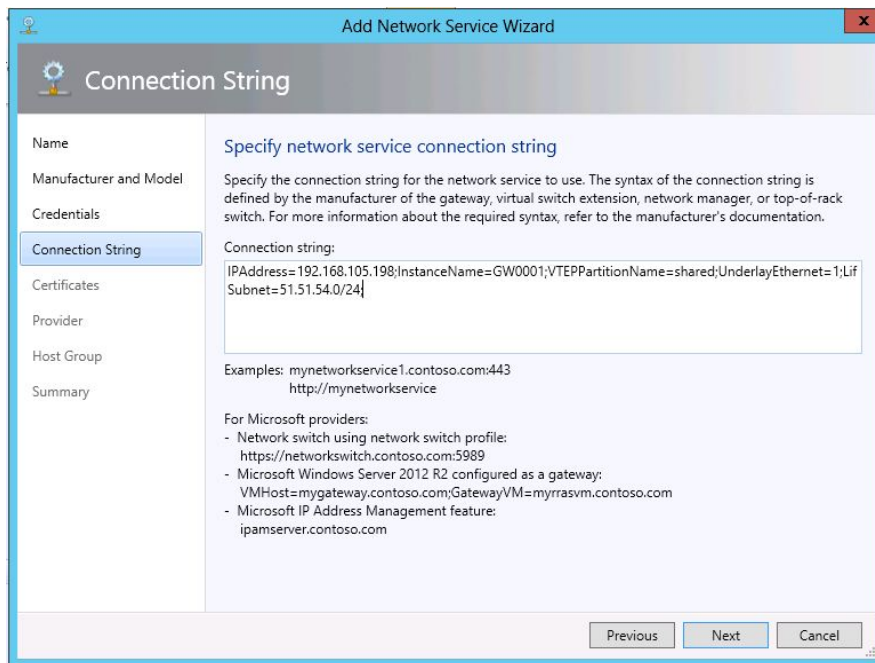 Add Network Service Wizard
x
Connection String
Name
Manufacturer and Model
Credentials
Connection String
Certificates
Provider
Host Group
Summary
Specify network service connection string
Specify the connection string for the network service to use. The syntax of the connection string is
defined by the manufacturer of the gateway, virtual switch extension, network manager, or top-of-rack
switch. For more information about the required syntax, refer to the manufacturer's documentation.
Connection string:
IPAddress=192.168.105.198;InstanceName=GW0001;VTEPPartitionName=shared;UnderlayEthernet=1;Lif
Subnet=51.51.54.0/24;
Examples: mynetworkservice1.contoso.com:443
http://mynetworkservice
For Microsoft providers:
- Network switch using network switch profile:
https://networkswitch.contoso.com:5989
- Microsoft Windows Server 2012 R2 configured as a gateway:
VMHost=mygateway.contoso.com;GatewayVM=myrrasvm.contoso.com
- Microsoft IP Address Management feature:
ipamserver.contoso.com
Previous
Next
Cancel